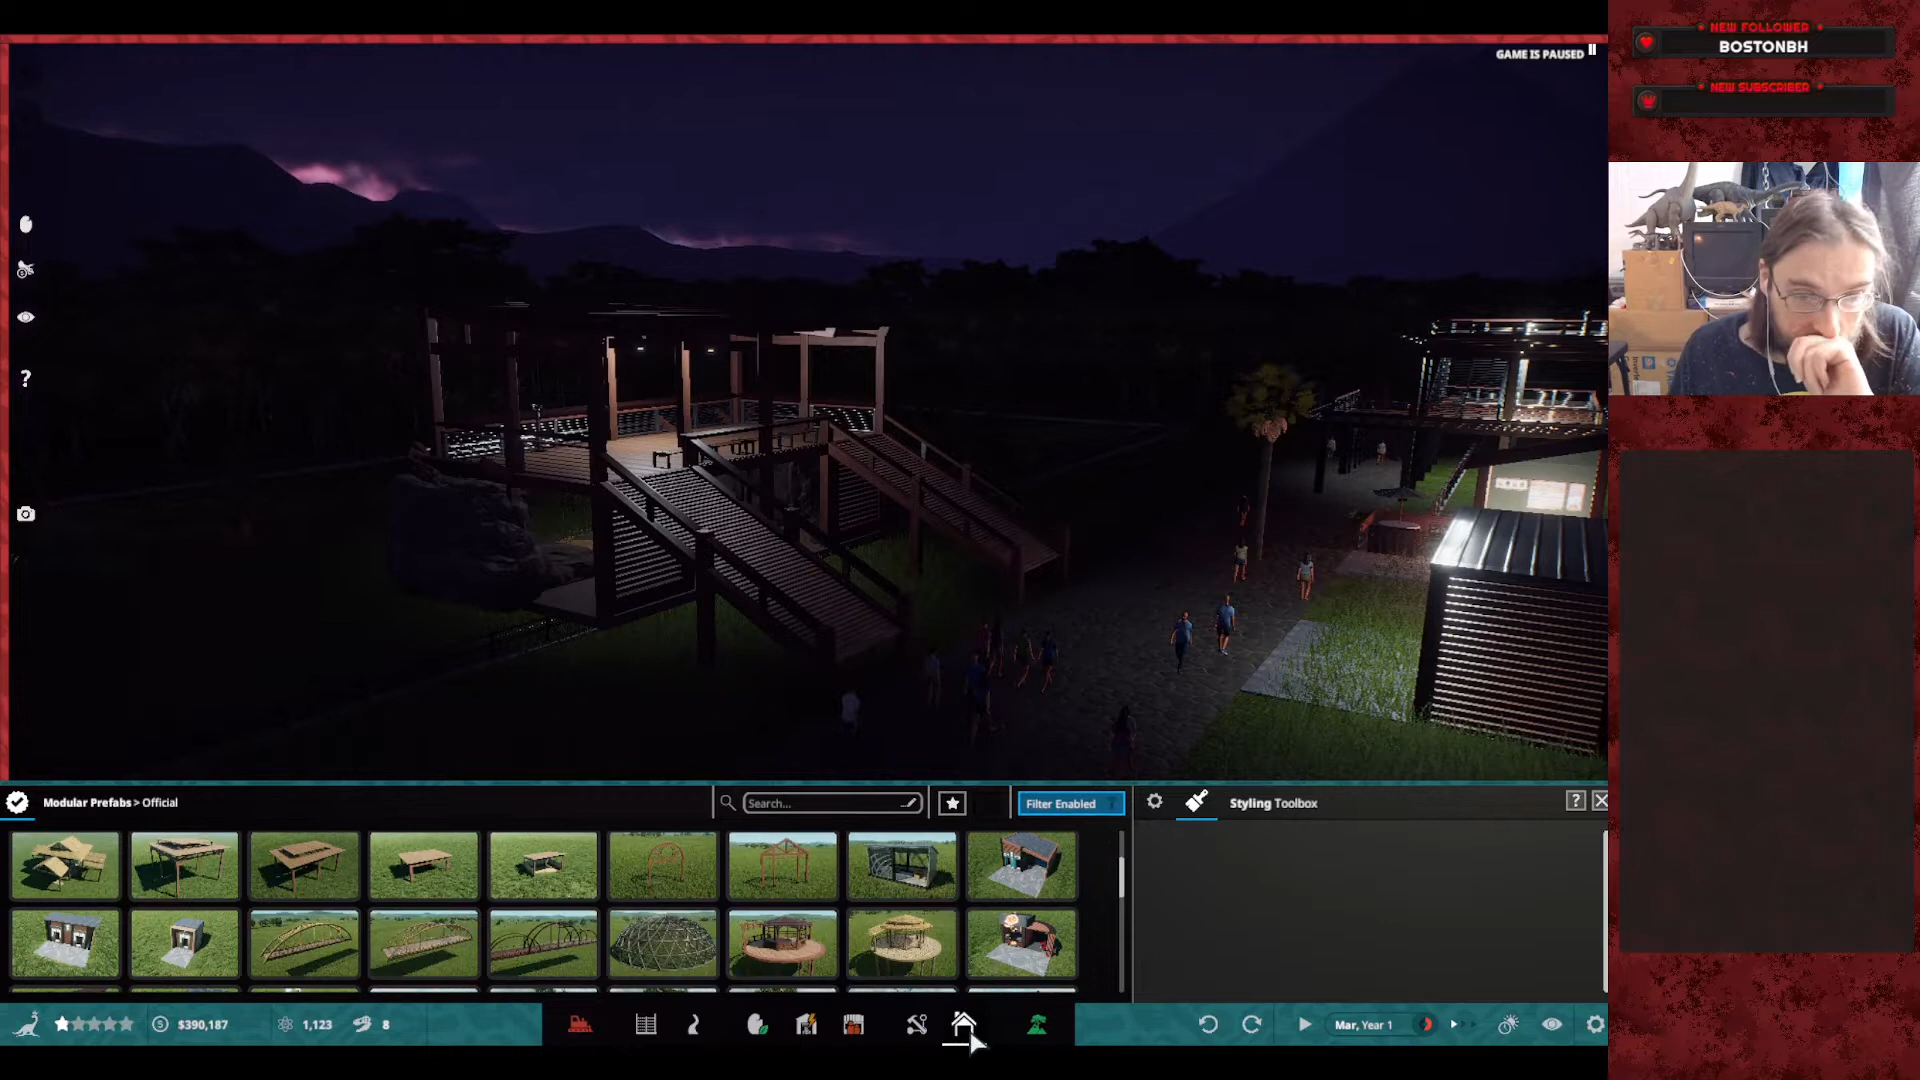 NEW FOLLOWER
BOSTONBH
NEW SUBSCRIBER
GAME IS PAUSED
?
Modular Prefabs > Official
Search...
Filter Enabled
Styling Toolbox
?
$390,187
1,123
8
Mar, Year 1